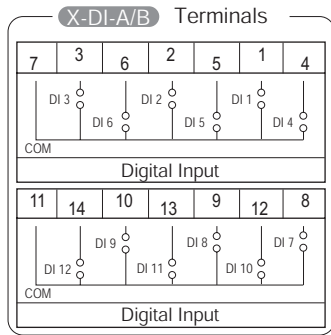 X-DI-A/B Terminals
7 3 6 2 5 1 4
DI 3 DI 2 DI 1
DI 6 DI 5 DI 4
COM
Digital Input
11 14 10 13 9 12 8
DI 9 DI 8 DI 7
DI 12 DI 11 DI 10
COM
Digital Input